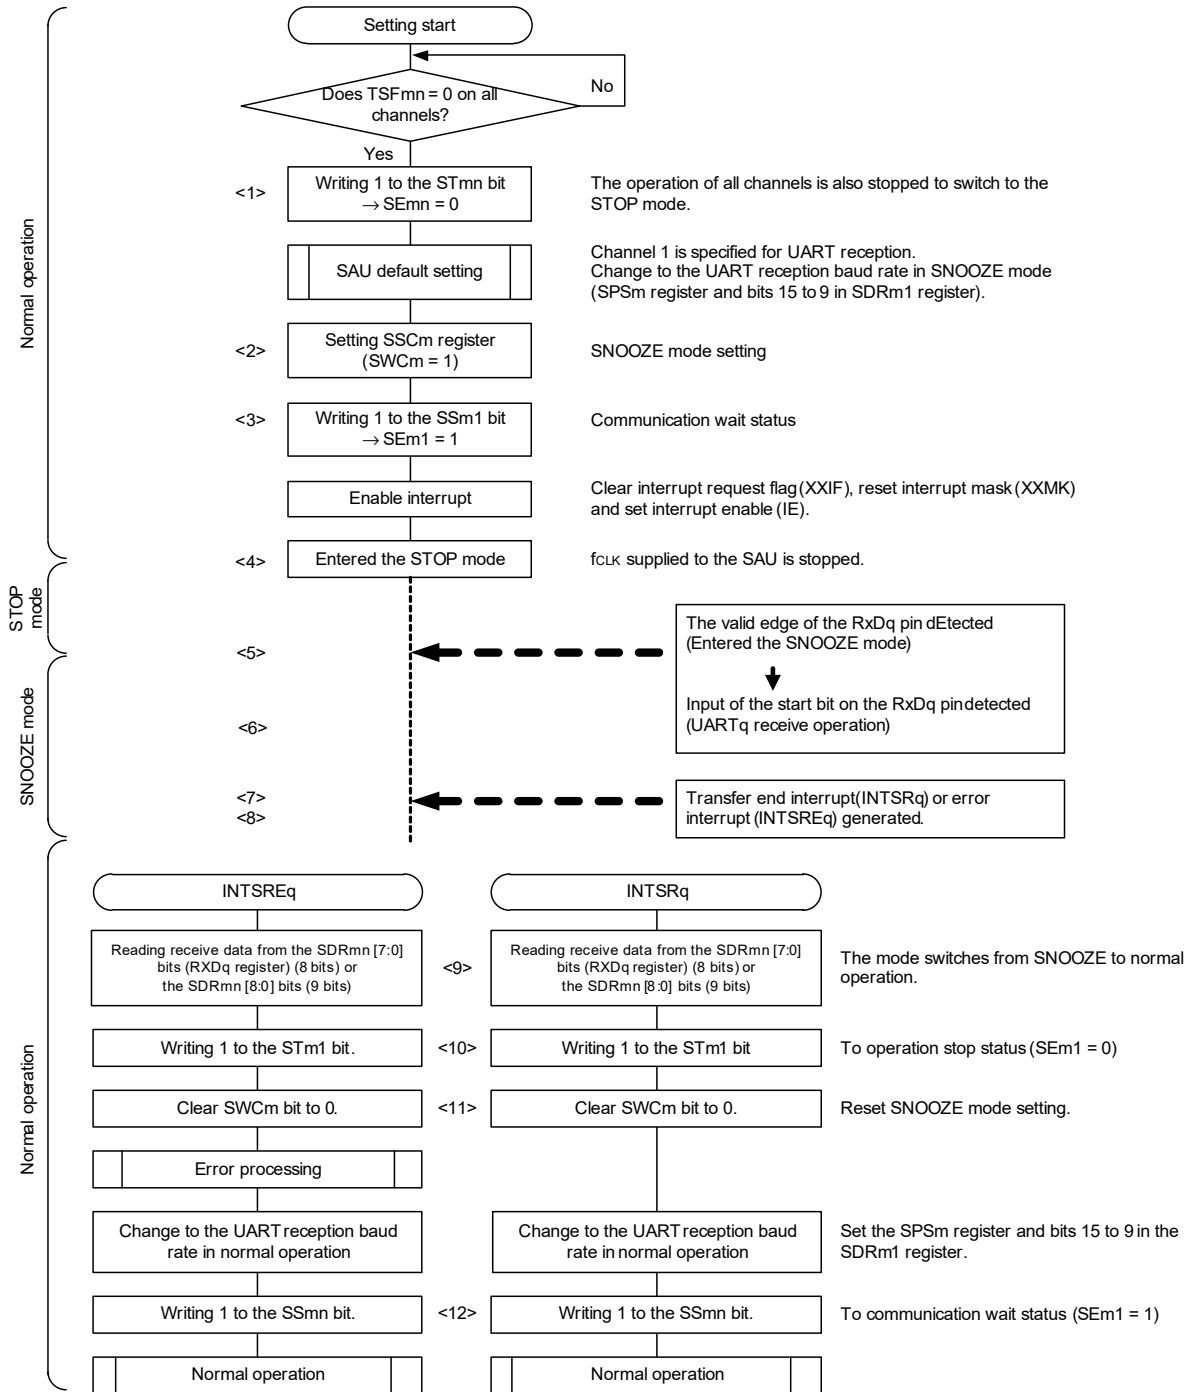 Setting start
No
Does TSFmn = 0 on all
channels?
Yes
<1>
Writing 1 to the STmn bit
→ SEmn = 0
The operation of all channels is also stopped to switch to the
STOP mode.
Normal operation
SAU default setting
Channel 1 is specified for UART reception.
Change to the UART reception baud rate in SNOOZE mode
(SPSm register and bits 15 to 9 in SDRm1 register).
<2>
Setting SSCm register
(SWCm = 1)
SNOOZE mode setting
<3>
Writing 1 to the SSm1 bit
→ SEm1 = 1
Communication wait status
Enable interrupt
Clear interrupt request flag (XXIF), reset interrupt mask (XXMK)
and set interrupt enable (IE).
<4>
Entered the STOP mode
fCLK supplied to the SAU is stopped.
STOP
mode
<5>
The valid edge of the RxDq pin dEtected
(Entered the SNOOZE mode)
SNOOZE mode
<6>
Input of the start bit on the RxDq pindetected
(UARTq receive operation)
<7>
<8>
Transfer end interrupt(INTSRq) or error
interrupt (INTSREq) generated.
INTSREq
INTSRq
Reading receive data from the SDRmn [7:0]
bits (RXDq register) (8 bits) or
the SDRmn [8:0] bits (9 bits)
<9>
Reading receive data from the SDRmn [7:0]
bits (RXDq register) (8 bits) or
the SDRmn [8:0] bits (9 bits)
The mode switches from SNOOZE to normal
operation.
Normal operation
Writing 1 to the STm1 bit.
<10>
Writing 1 to the STm1 bit
To operation stop status (SEm1 = 0)
Clear SWCm bit to 0.
<11>
Clear SWCm bit to 0.
Reset SNOOZE mode setting.
Error processing
Change to the UART reception baud
rate in normal operation
Change to the UART reception baud
rate in normal operation
Set the SPSm register and bits 15 to 9 in the
SDRm1 register.
Writing 1 to the SSmn bit.
<12>
Writing 1 to the SSmn bit.
To communication wait status (SEm1 = 1)
Normal operation
Normal operation